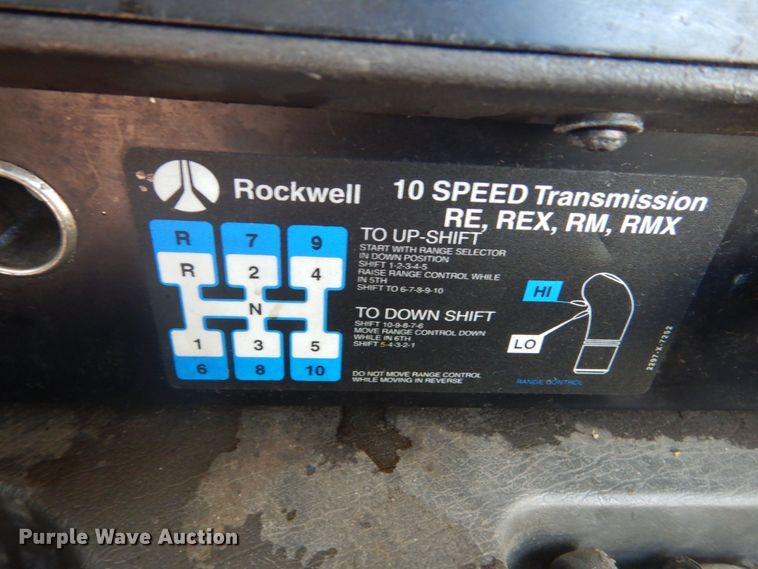 Rockwell 10 SPEED Transmission
RE, REX, RM, RMX
R 7 9
R 2 4
N
1 3 5
6 8 10
TO UP-SHIFT
START WITH RANGE SELECTOR
IN DOWN POSITION
SHIFT 1-2-3-4-5
RAISE RANGE CONTROL WHILE
IN 5TH
SHIFT TO 6-7-8-9-10
TO DOWN SHIFT
SHIFT 10-9-8-7-6
MOVE RANGE CONTROL DOWN
WHILE IN 6TH
SHIFT 5-4-3-2-1
DO NOT MOVE RANGE CONTROL
WHILE MOVING IN REVERSE
HI
LO
RANGE CONTROL
2297-X-7252
Purple Wave Auction